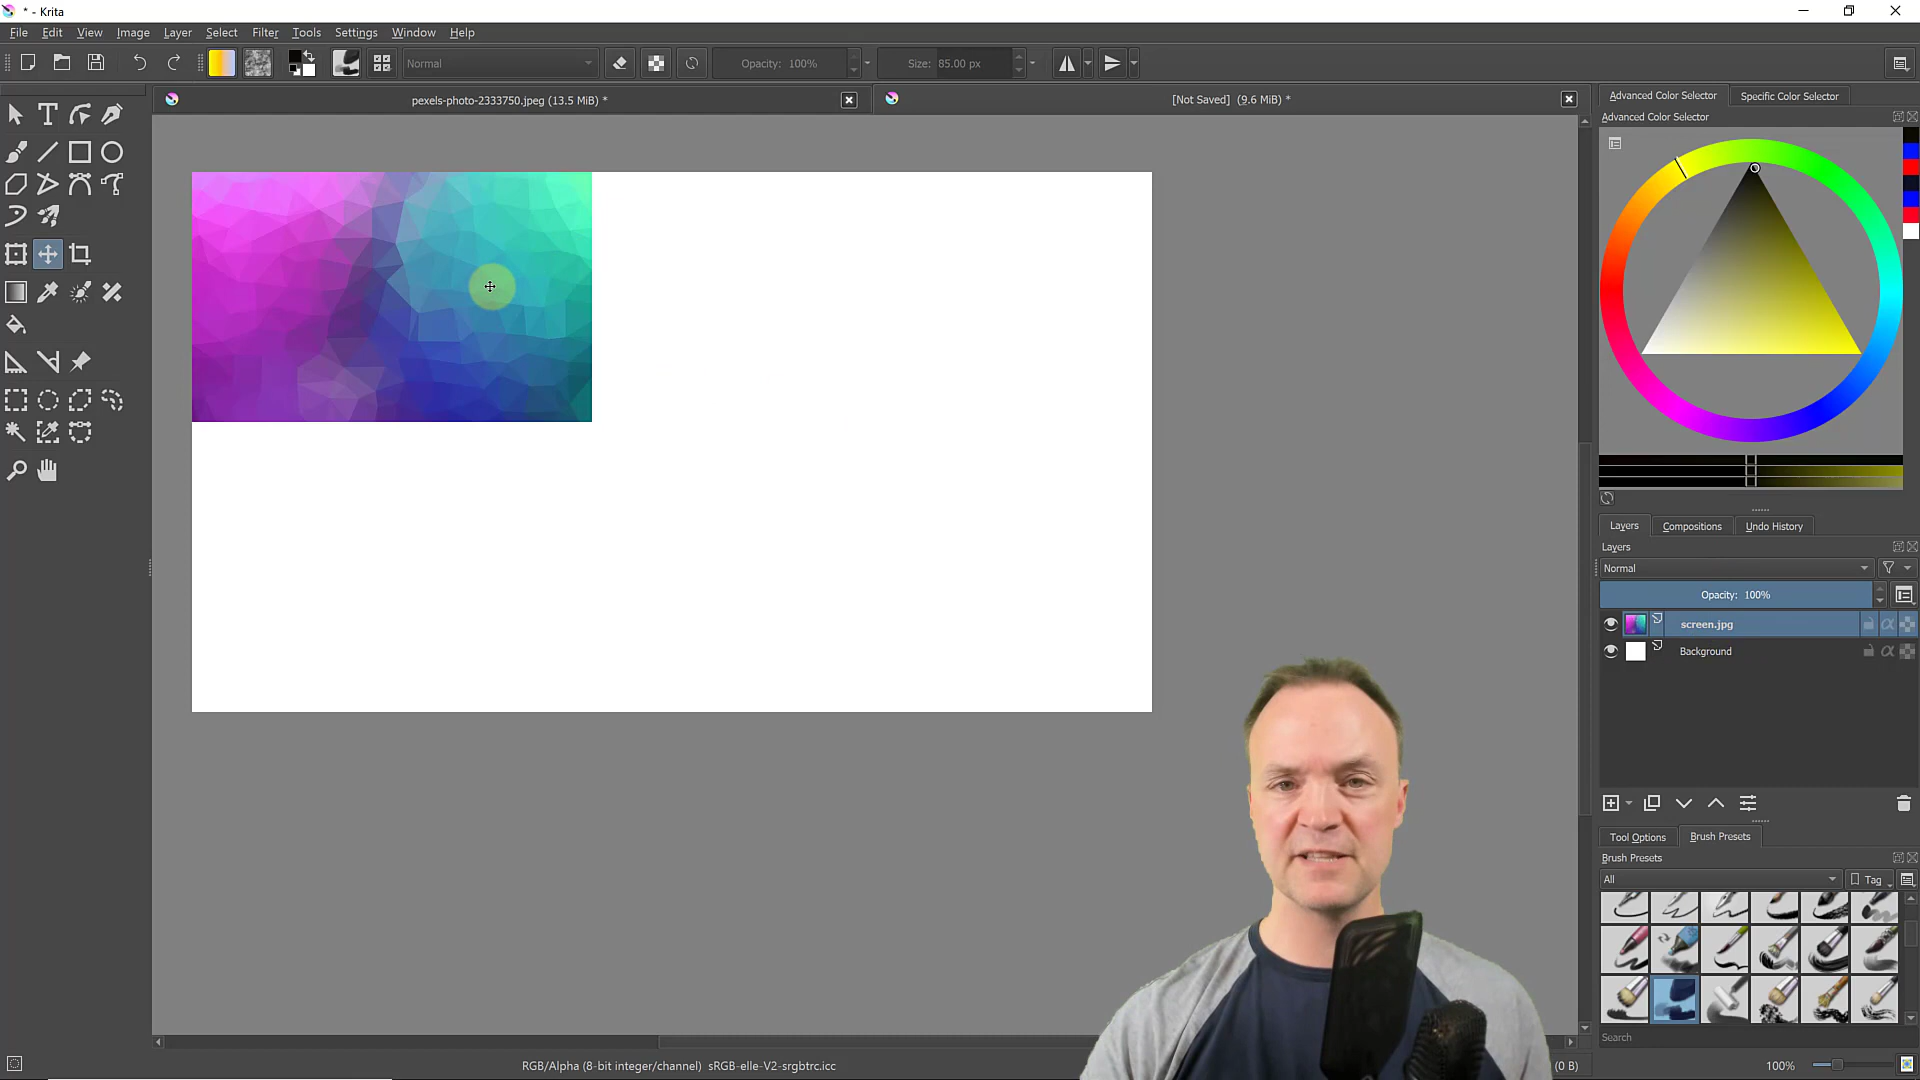 * - Krita
File Edit View Image Layer Select Filter Tools Settings Window Help
Normal Opacity: 100% Size: 85.00 px
pexels-photo-2333750.jpeg (13.5 MiB) * [Not Saved] (9.6 MiB) *
Advanced Color Selector Specific Color Selector
Advanced Color Selector
Layers Compositions Undo History
Layers
Normal
Opacity: 100%
screen.jpg
Background
Tool Options Brush Presets
Brush Presets
All Tag
Search
RGB/Alpha (8-bit integer/channel) sRGB-elle-V2-srgbtrc.icc (0 B) 100%